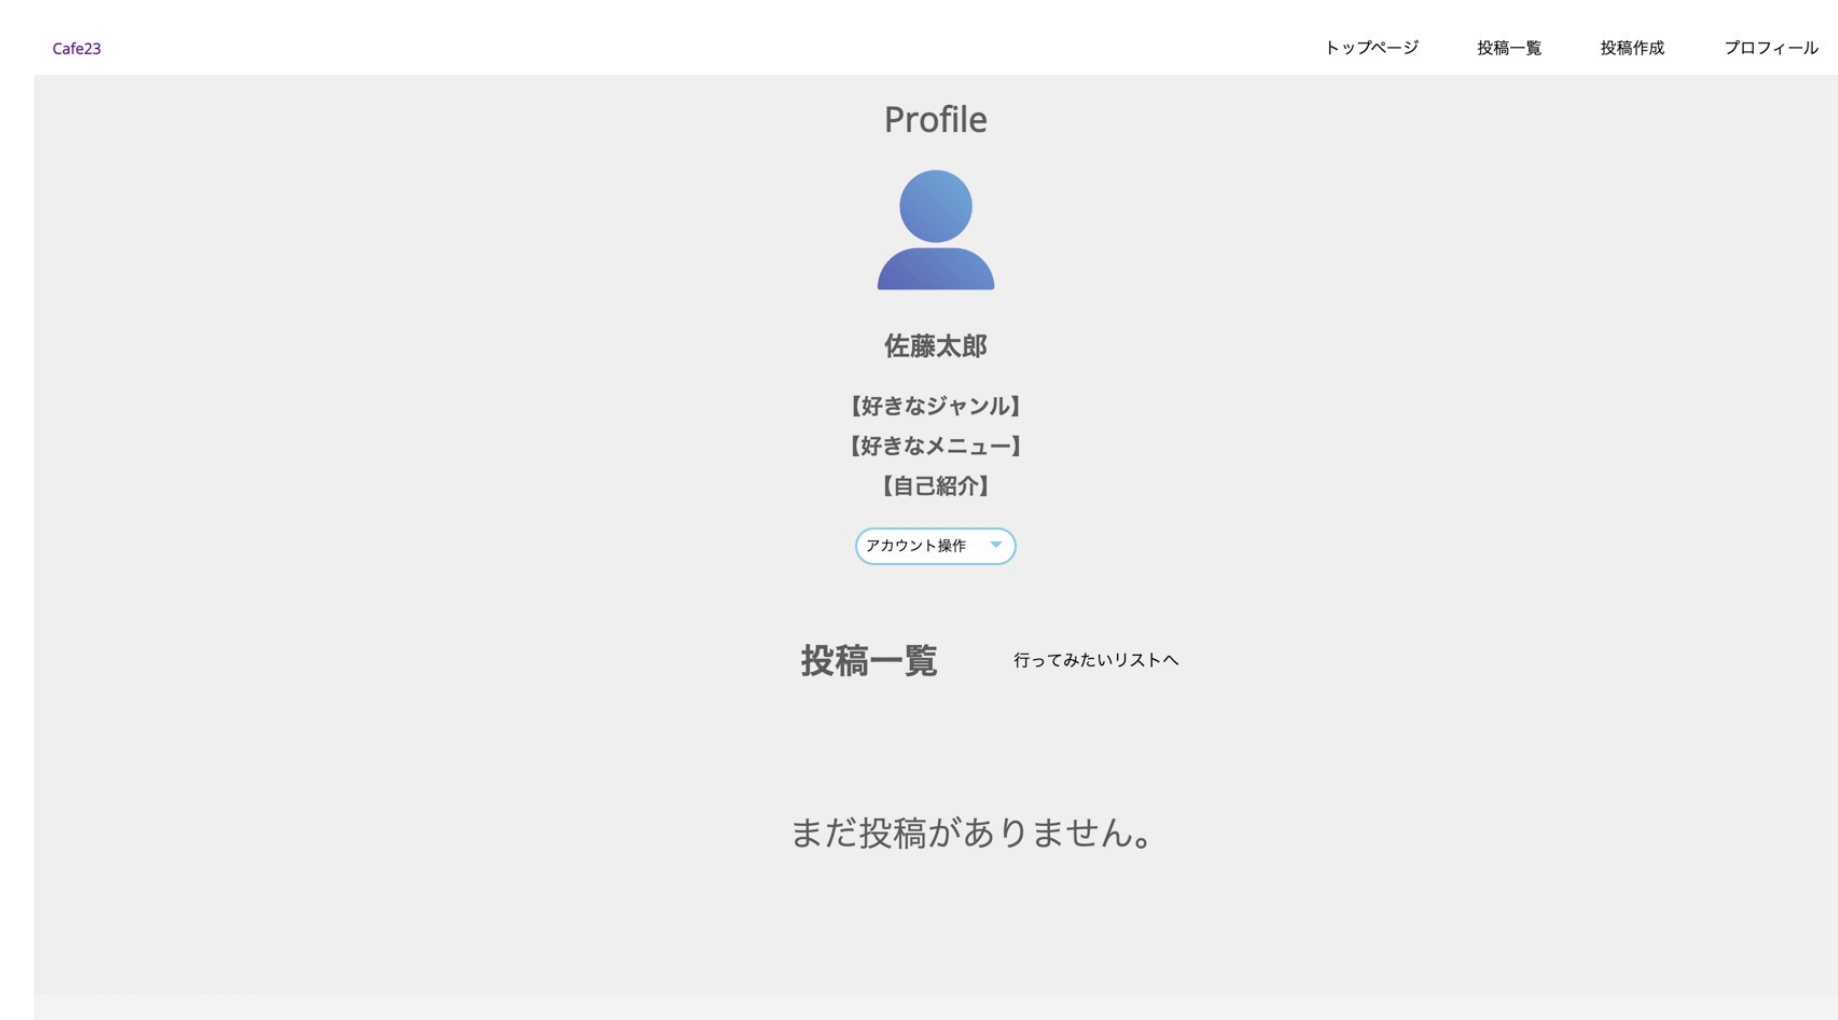 Cafe23 トップページ 投稿一覧 投稿作成 プロフィール
Profile
佐藤太郎
【好きなジャンル】
【好きなメニュー】
【自己紹介】
アカウント操作
投稿一覧 行ってみたいリストへ
まだ投稿がありません。